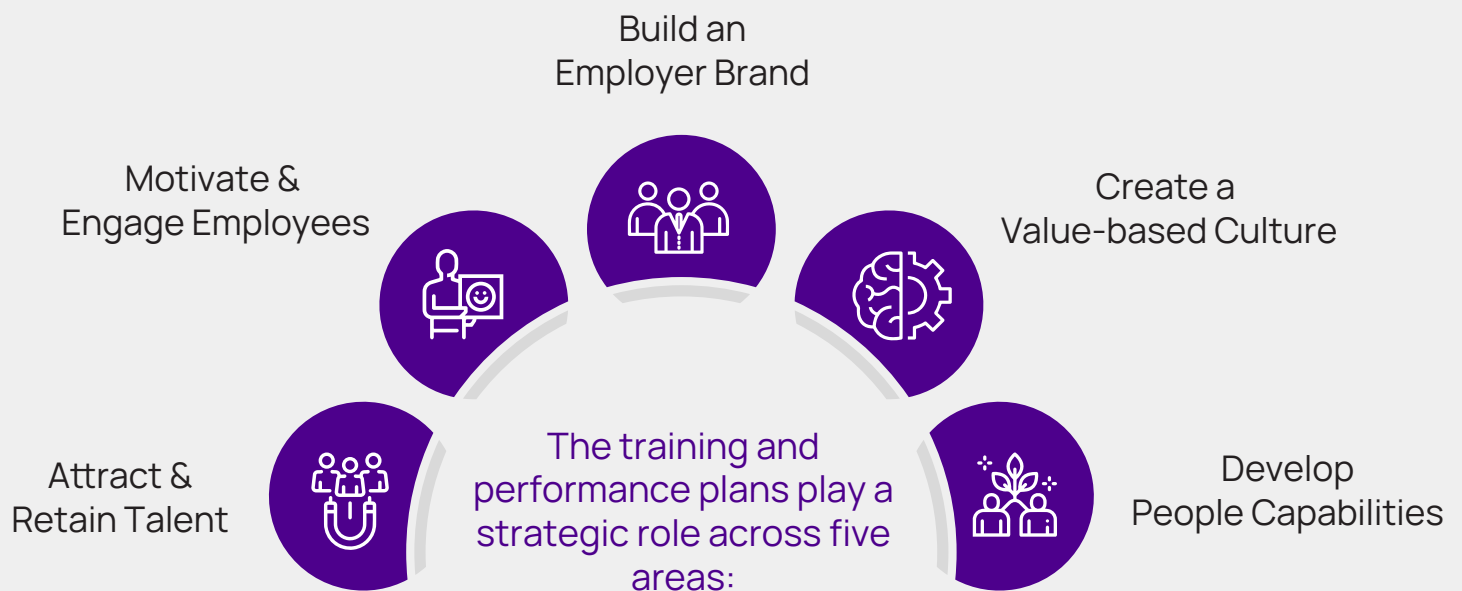 Build an
Employer Brand
Motivate &
Engage Employees
Create a
Value-based Culture
Attract &
Retain Talent
The training and
performance plans play a
strategic role across five
areas:
Develop
People Capabilities